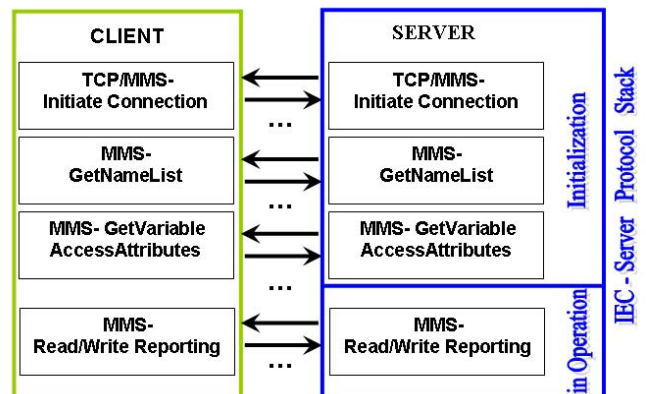 CLIENT
SERVER
TCP/MMS-
Initiate Connection
TCP/MMS-
Initiate Connection
...
MMS-
GetNameList
MMS-
GetNameList
...
MMS- GetVariable
AccessAttributes
MMS- GetVariable
AccessAttributes
...
MMS-
Read/Write Reporting
MMS-
Read/Write Reporting
...
Initialization
in Operation
IEC - Server Protocol Stack